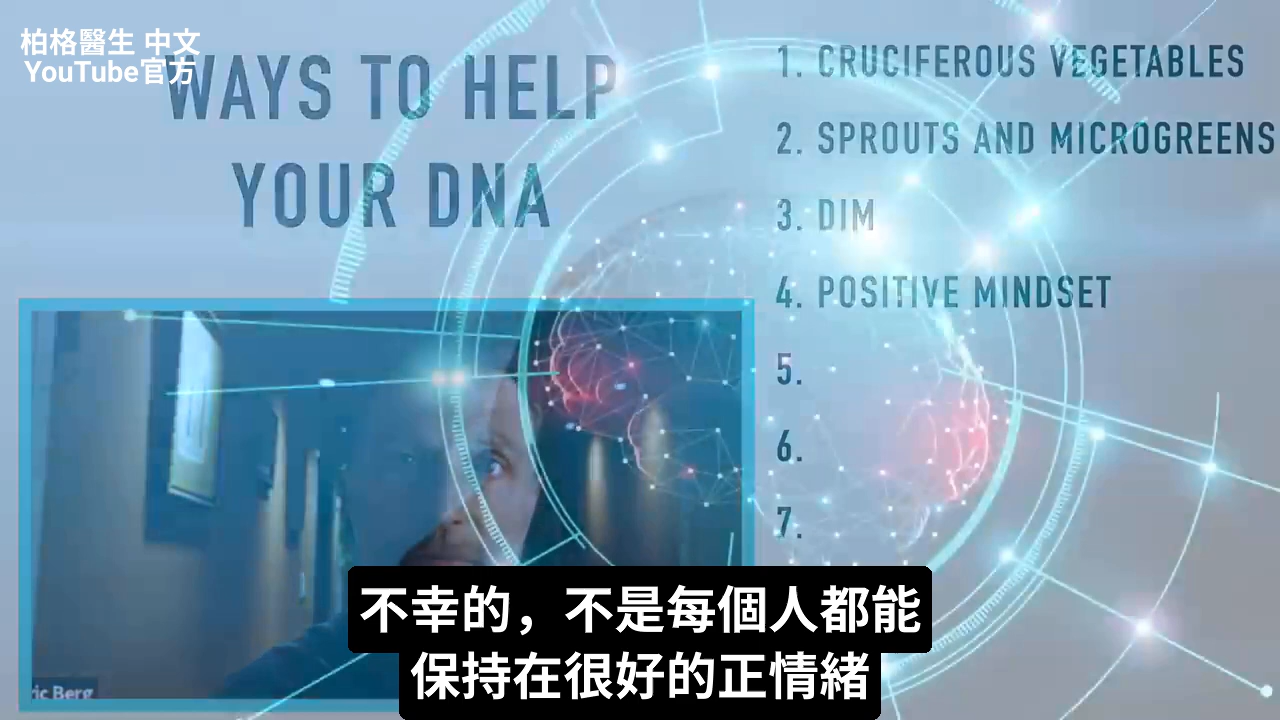 柏格醫生 中文
YouTube官方
WAYS TO HELP
YOUR DNA
1. CRUCIFEROUS VEGETABLES
2. SPROUTS AND MICROGREENS
3. DIM
4. POSITIVE MINDSET
5.
6.
7.
ric Berg
不幸的，不是每個人都能
保持在很好的正情緒